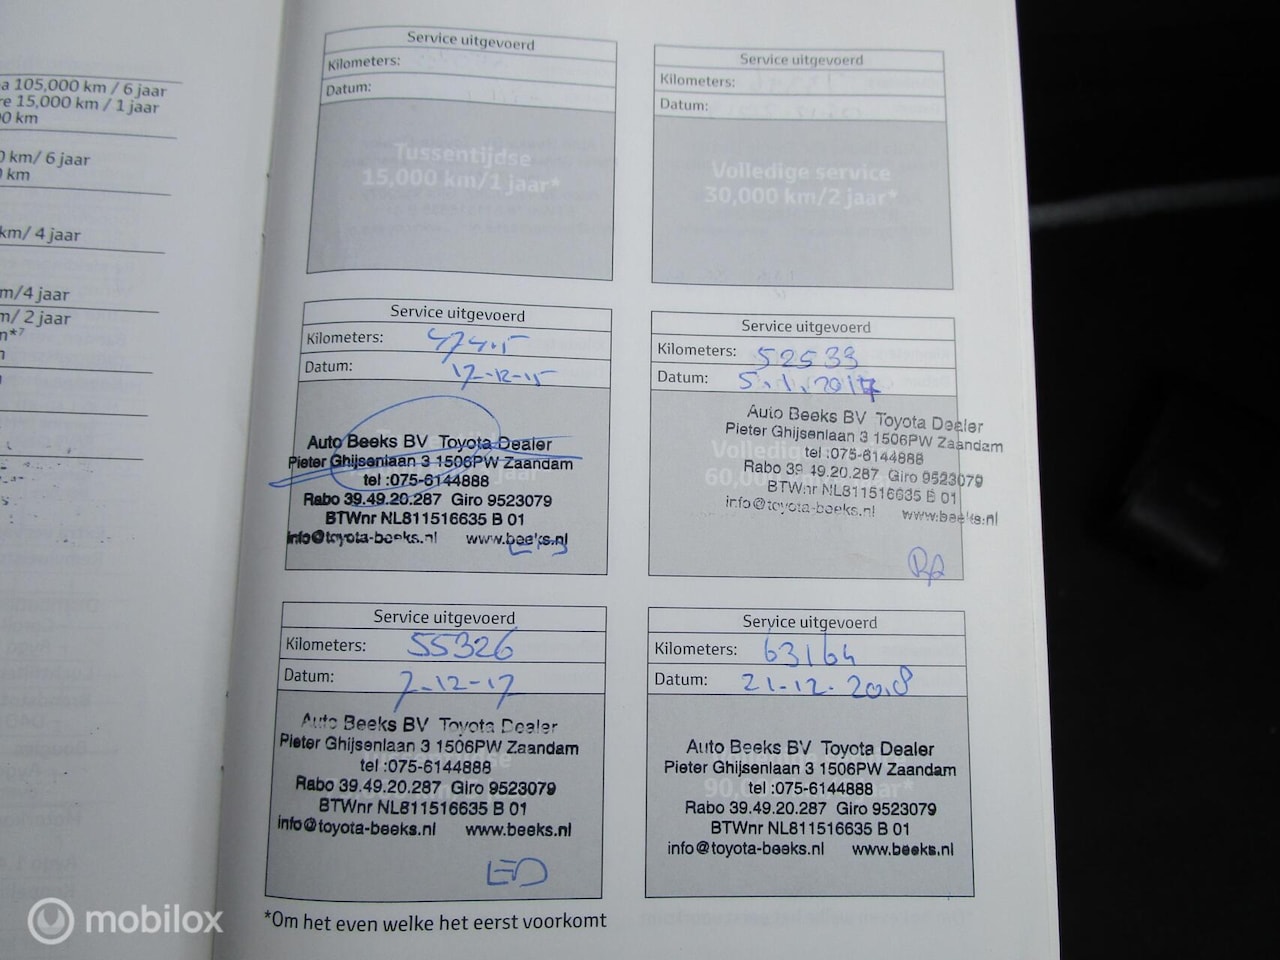 a 105,000 km / 6 jaar
re 15,000 km / 1 jaar
0 km
0 km/ 6 jaar
km
km/ 4 jaar
m/4 jaar
m/ 2 jaar
n*7
Service uitgevoerd
Kilometers:
Datum:
Tussentijdse
15,000 km/1 jaar*
Service uitgevoerd
Kilometers:
Datum:
Volledige service
30,000 km/2 jaar*
Service uitgevoerd
Kilometers:
Datum: 17-12-15
Auto Beeks BV Toyota Dealer
Pieter Ghijsenlaan 3 1506PW Zaandam
tel :075-6144888
Rabo 39.49.20.287 Giro 9523079
BTWnr NL811516635 B 01
info@toyota-beeks.nl www.beeks.nl
Service uitgevoerd
Kilometers: 52533
Datum: 5.1.2017
Auto Beeks BV Toyota Dealer
Pieter Ghijsenlaan 3 1506PW Zaandam
tel :075-6144888
Rabo 39 49.20.287 Giro 9523079
BTWnr NL811516635 B 01
info@toyota-beeks.nl www.beeks.nl
Service uitgevoerd
Kilometers: 55326
Datum: 7-12-17
Auto Beeks BV Toyota Dealer
Pieter Ghijsenlaan 3 1506PW Zaandam
tel :075-6144888
Rabo 39.49.20.287 Giro 9523079
BTWnr NL811516635 B 01
info@toyota-beeks.nl www.beeks.nl
Service uitgevoerd
Kilometers: 63164
Datum: 21-12-2018
Auto Beeks BV Toyota Dealer
Pieter Ghijsenlaan 3 1506PW Zaandam
tel :075-6144888
Rabo 39.49.20.287 Giro 9523079
BTWnr NL811516635 B 01
info@toyota-beeks.nl www.beeks.nl
*Om het even welke het eerst voorkomt
mobilox